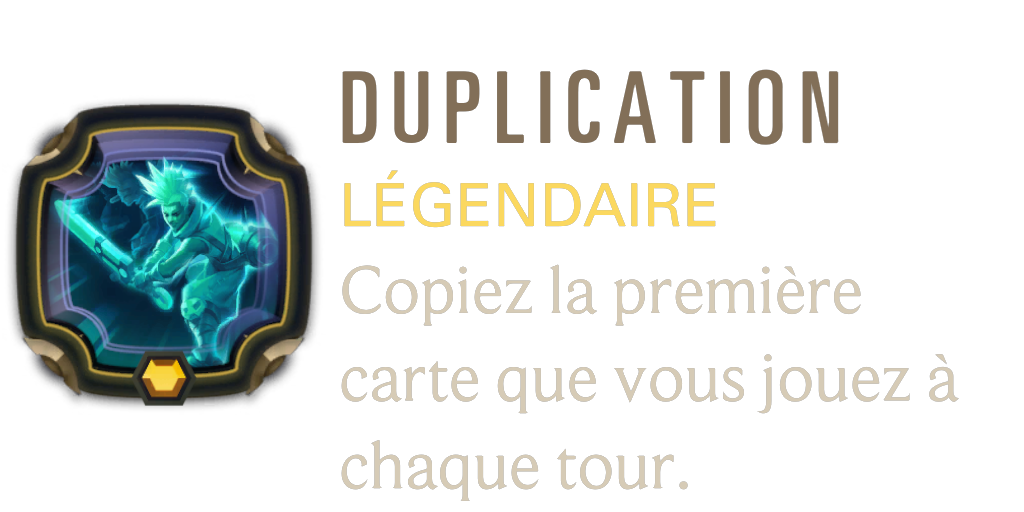 DUPLICATION
LÉGENDAIRE
Copiez la première
carte que vous jouez à
chaque tour.